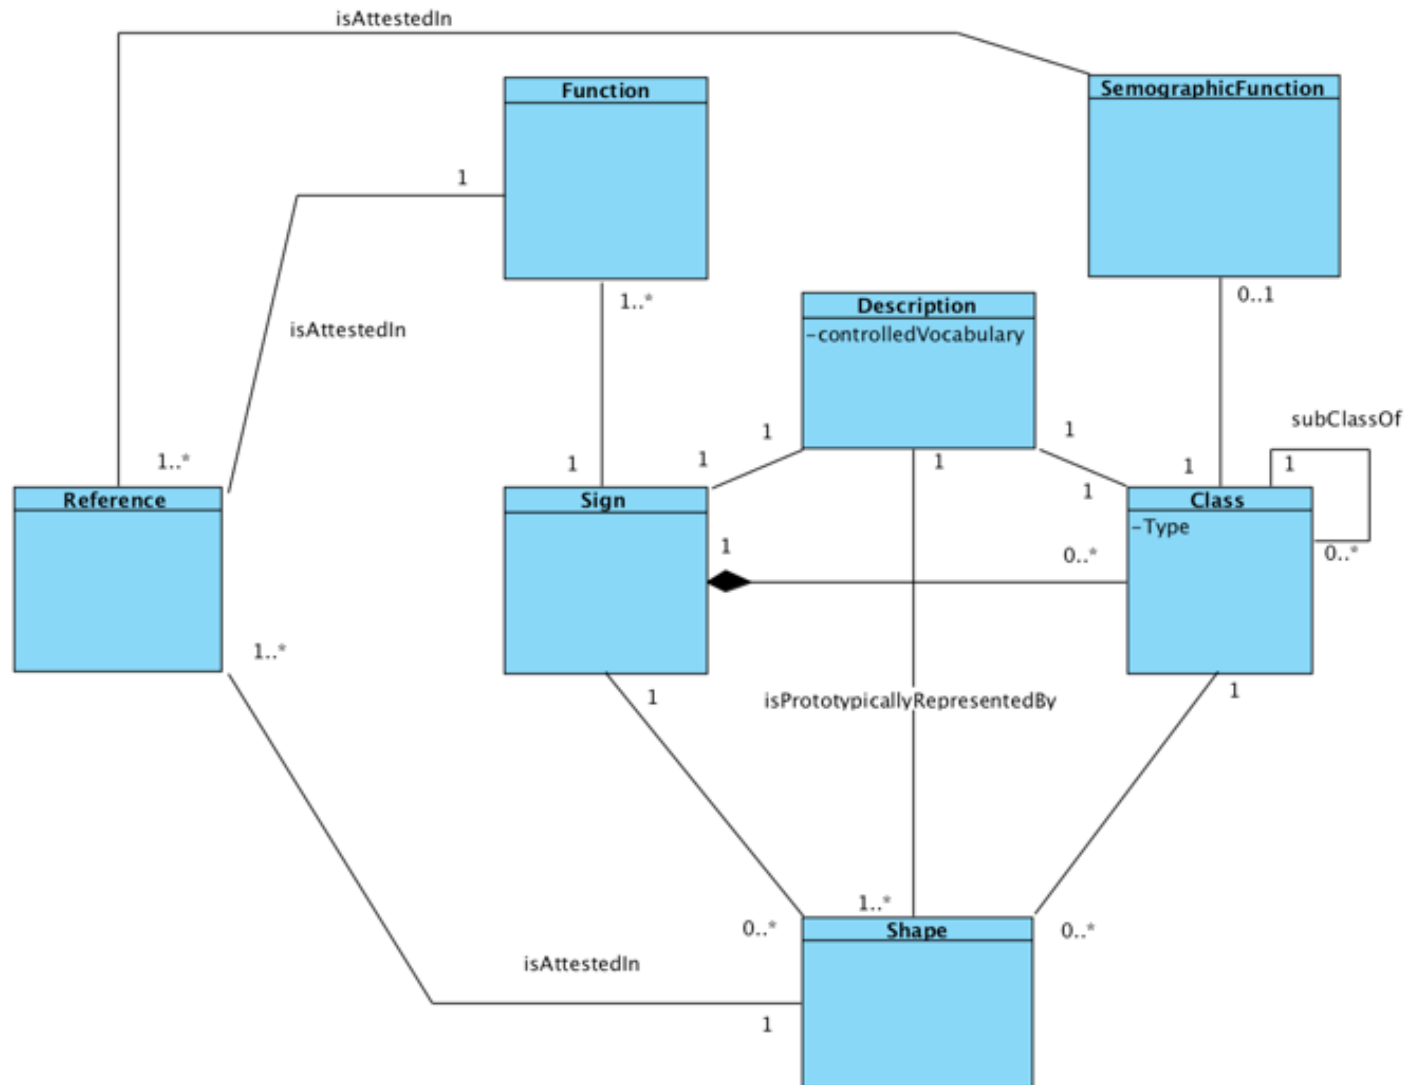 isAttestedIn
Function
SemographicFunction
1
1..*
0..1
isAttestedIn
Description
-controlledVocabulary
subClassOf
1
1
1..*
1
1
1
1
1
1
Reference
Sign
Class
-Type
1
0..*
0..*
1..*
1
isPrototypicallyRepresentedBy
1
1..*
0..*
0..*
Shape
isAttestedIn
1